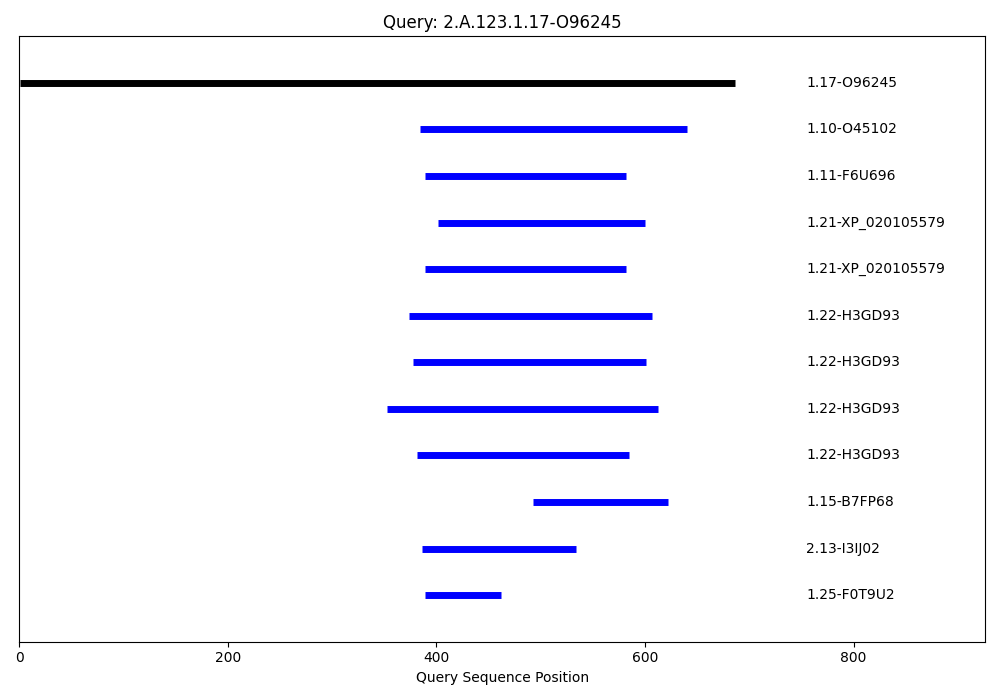 Query: 2.A.123.1.17-O96245
1.17-O96245
1.10-O45102
1.11-F6U696
1.21-XP_020105579
1.21-XP_020105579
1.22-H3GD93
1.22-H3GD93
1.22-H3GD93
1.22-H3GD93
1.15-B7FP68
2.13-I3IJ02
1.25-F0T9U2
0 200 400 600 800
Query Sequence Position